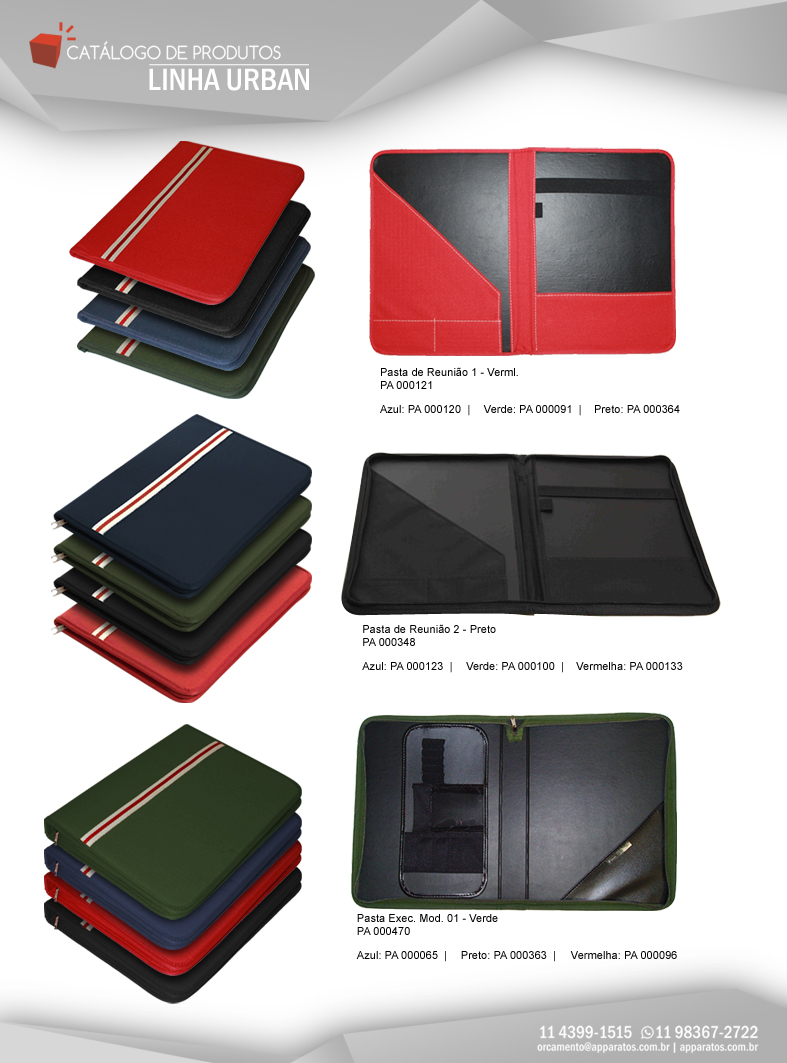 CATÁLOGO DE PRODUTOS
LINHA URBAN
Pasta de Reunião 1 - Verml.
PA 000121
Azul: PA 000120 | Verde: PA 000091 | Preto: PA 000364
Pasta de Reunião 2 - Preto
PA 000348
Azul: PA 000123 | Verde: PA 000100 | Vermelha: PA 000133
Pasta Exec. Mod. 01 - Verde
PA 000470
Azul: PA 000065 | Preto: PA 000363 | Vermelha: PA 000096
11 4399-1515 11 98367-2722
orcamento@apparatos.com.br | apparatos.com.br